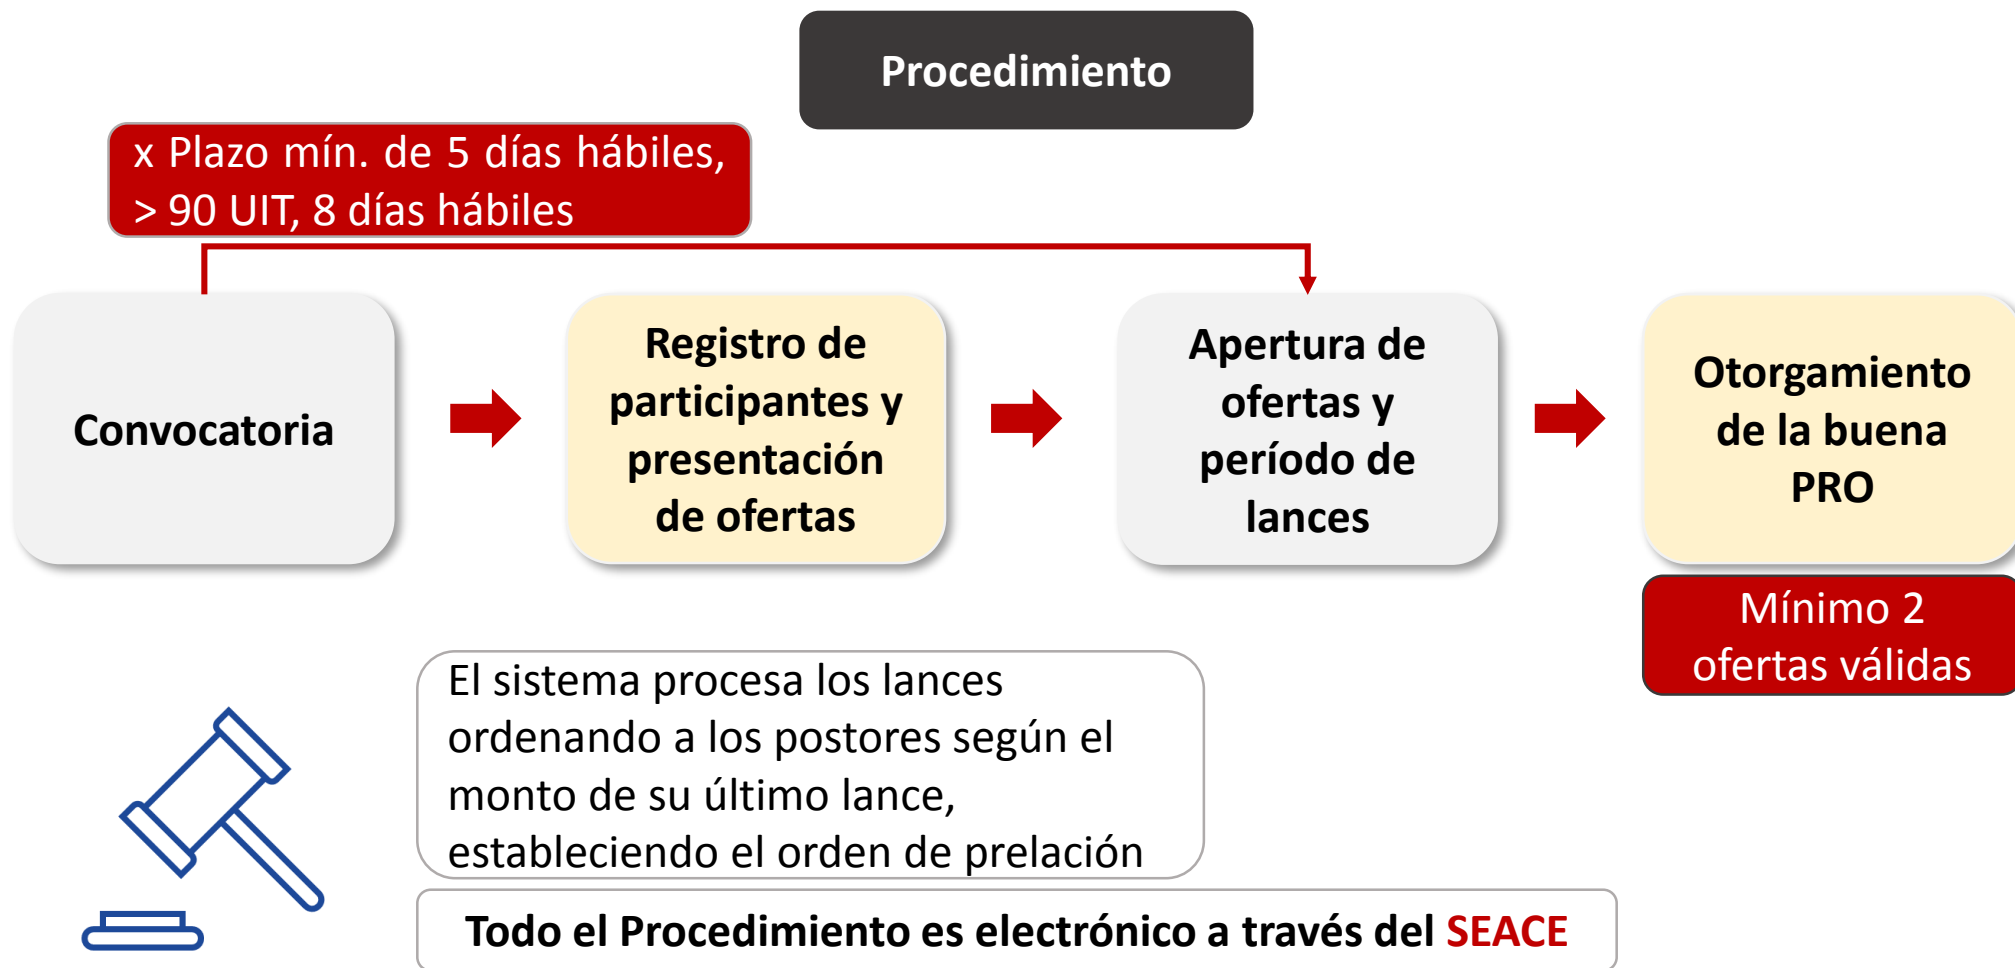 Procedimiento
x Plazo mín. de 5 días hábiles,
> 90 UIT, 8 días hábiles
Convocatoria
Registro de
participantes y
presentación
de ofertas
Apertura de
ofertas y
período de
lances
Otorgamiento
de la buena
PRO
Mínimo 2
ofertas válidas
El sistema procesa los lances
ordenando a los postores según el
monto de su último lance,
estableciendo el orden de prelación
Todo el Procedimiento es electrónico a través del SEACE